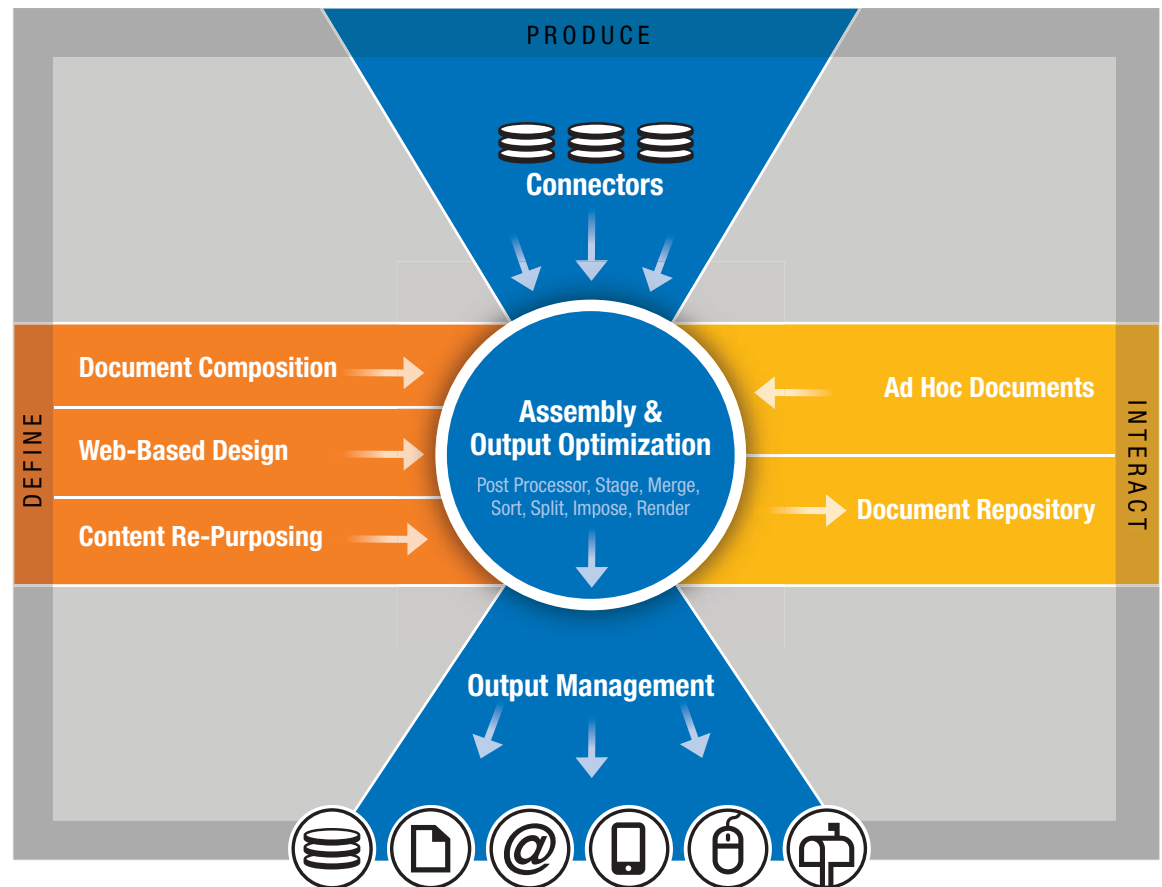 PRODUCE
Connectors
DEFINE
Document Composition
Web-Based Design
Content Re-Purposing
Assembly &
Output Optimization
Post Processor, Stage, Merge,
Sort, Split, Impose, Render
Ad Hoc Documents
Document Repository
INTERACT
Output Management
@